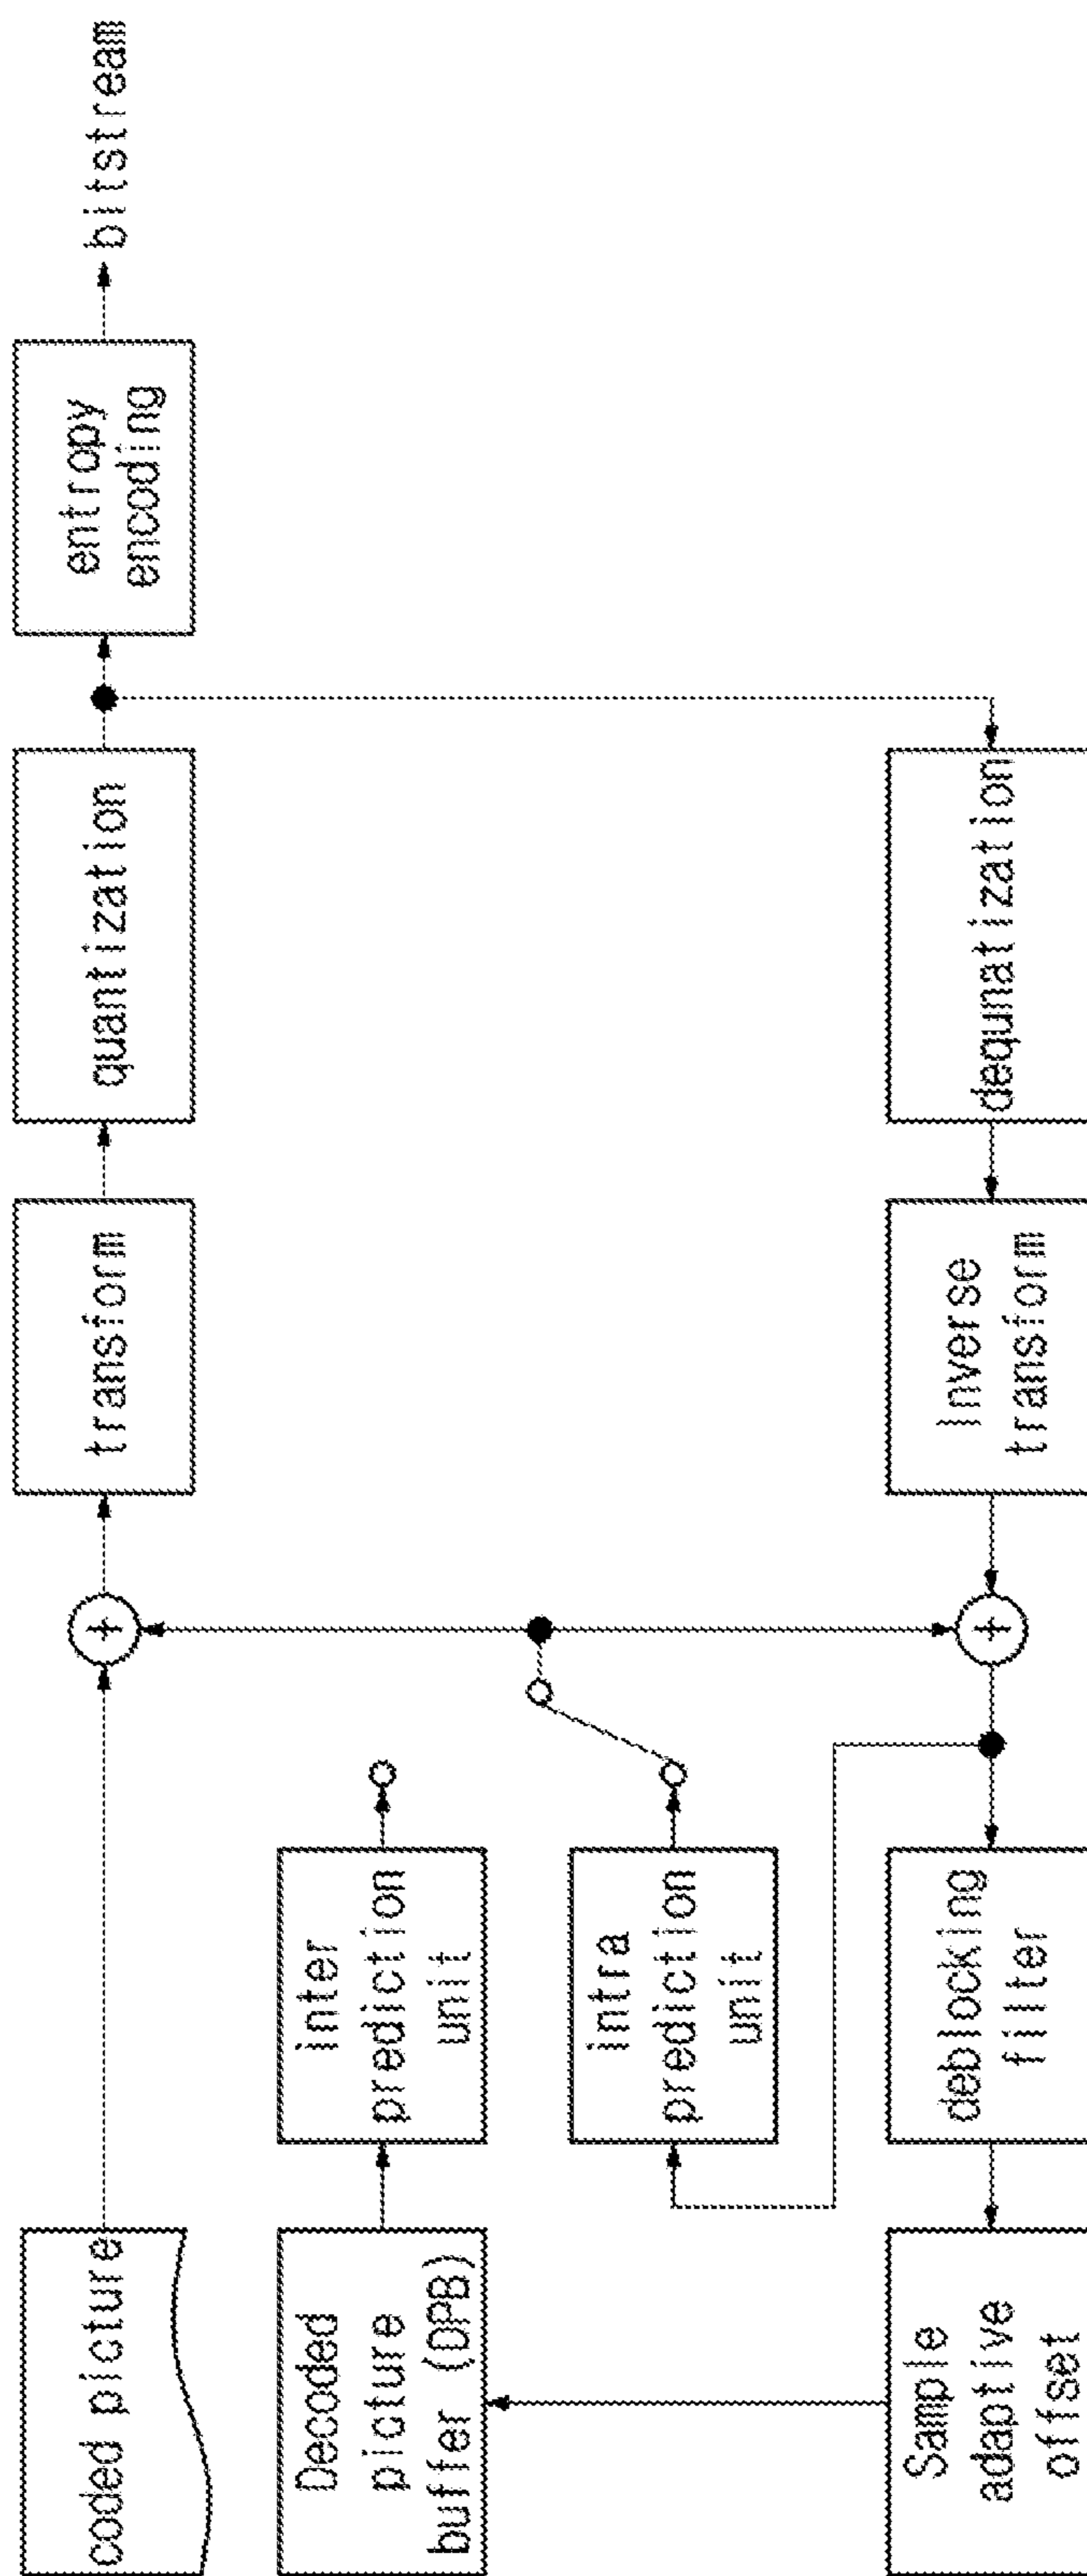 coded picture
transform
quantization
entropy
encoding
bitstream
Decoded
picture
buffer (DPB)
inter
prediction
unit
intra
prediction
unit
Sample
adaptive
offset
deblocking
filter
Inverse
transform
dequnatization
+
+